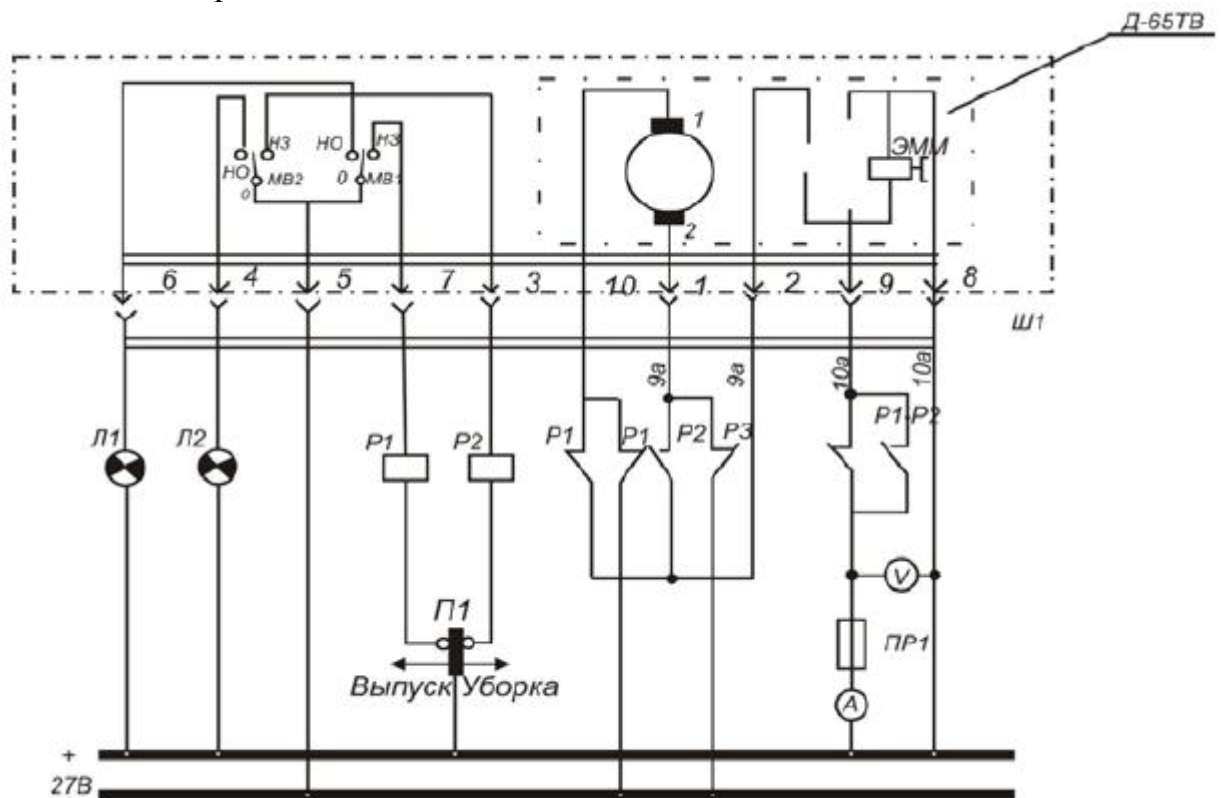 Д-65ТВ
1
НЗ НО НЗ ЭММ
НО 0 МВ2 0 МВ1
2
6 4 5 7 3 10 1 2 9 8
Ш1
9а 9а 10а 10а
Л1 Л2 Р1 Р2 Р1 Р1 Р2 Р3 Р1 Р2
V
П1 ПР1
Выпуск Уборка A
+
27В